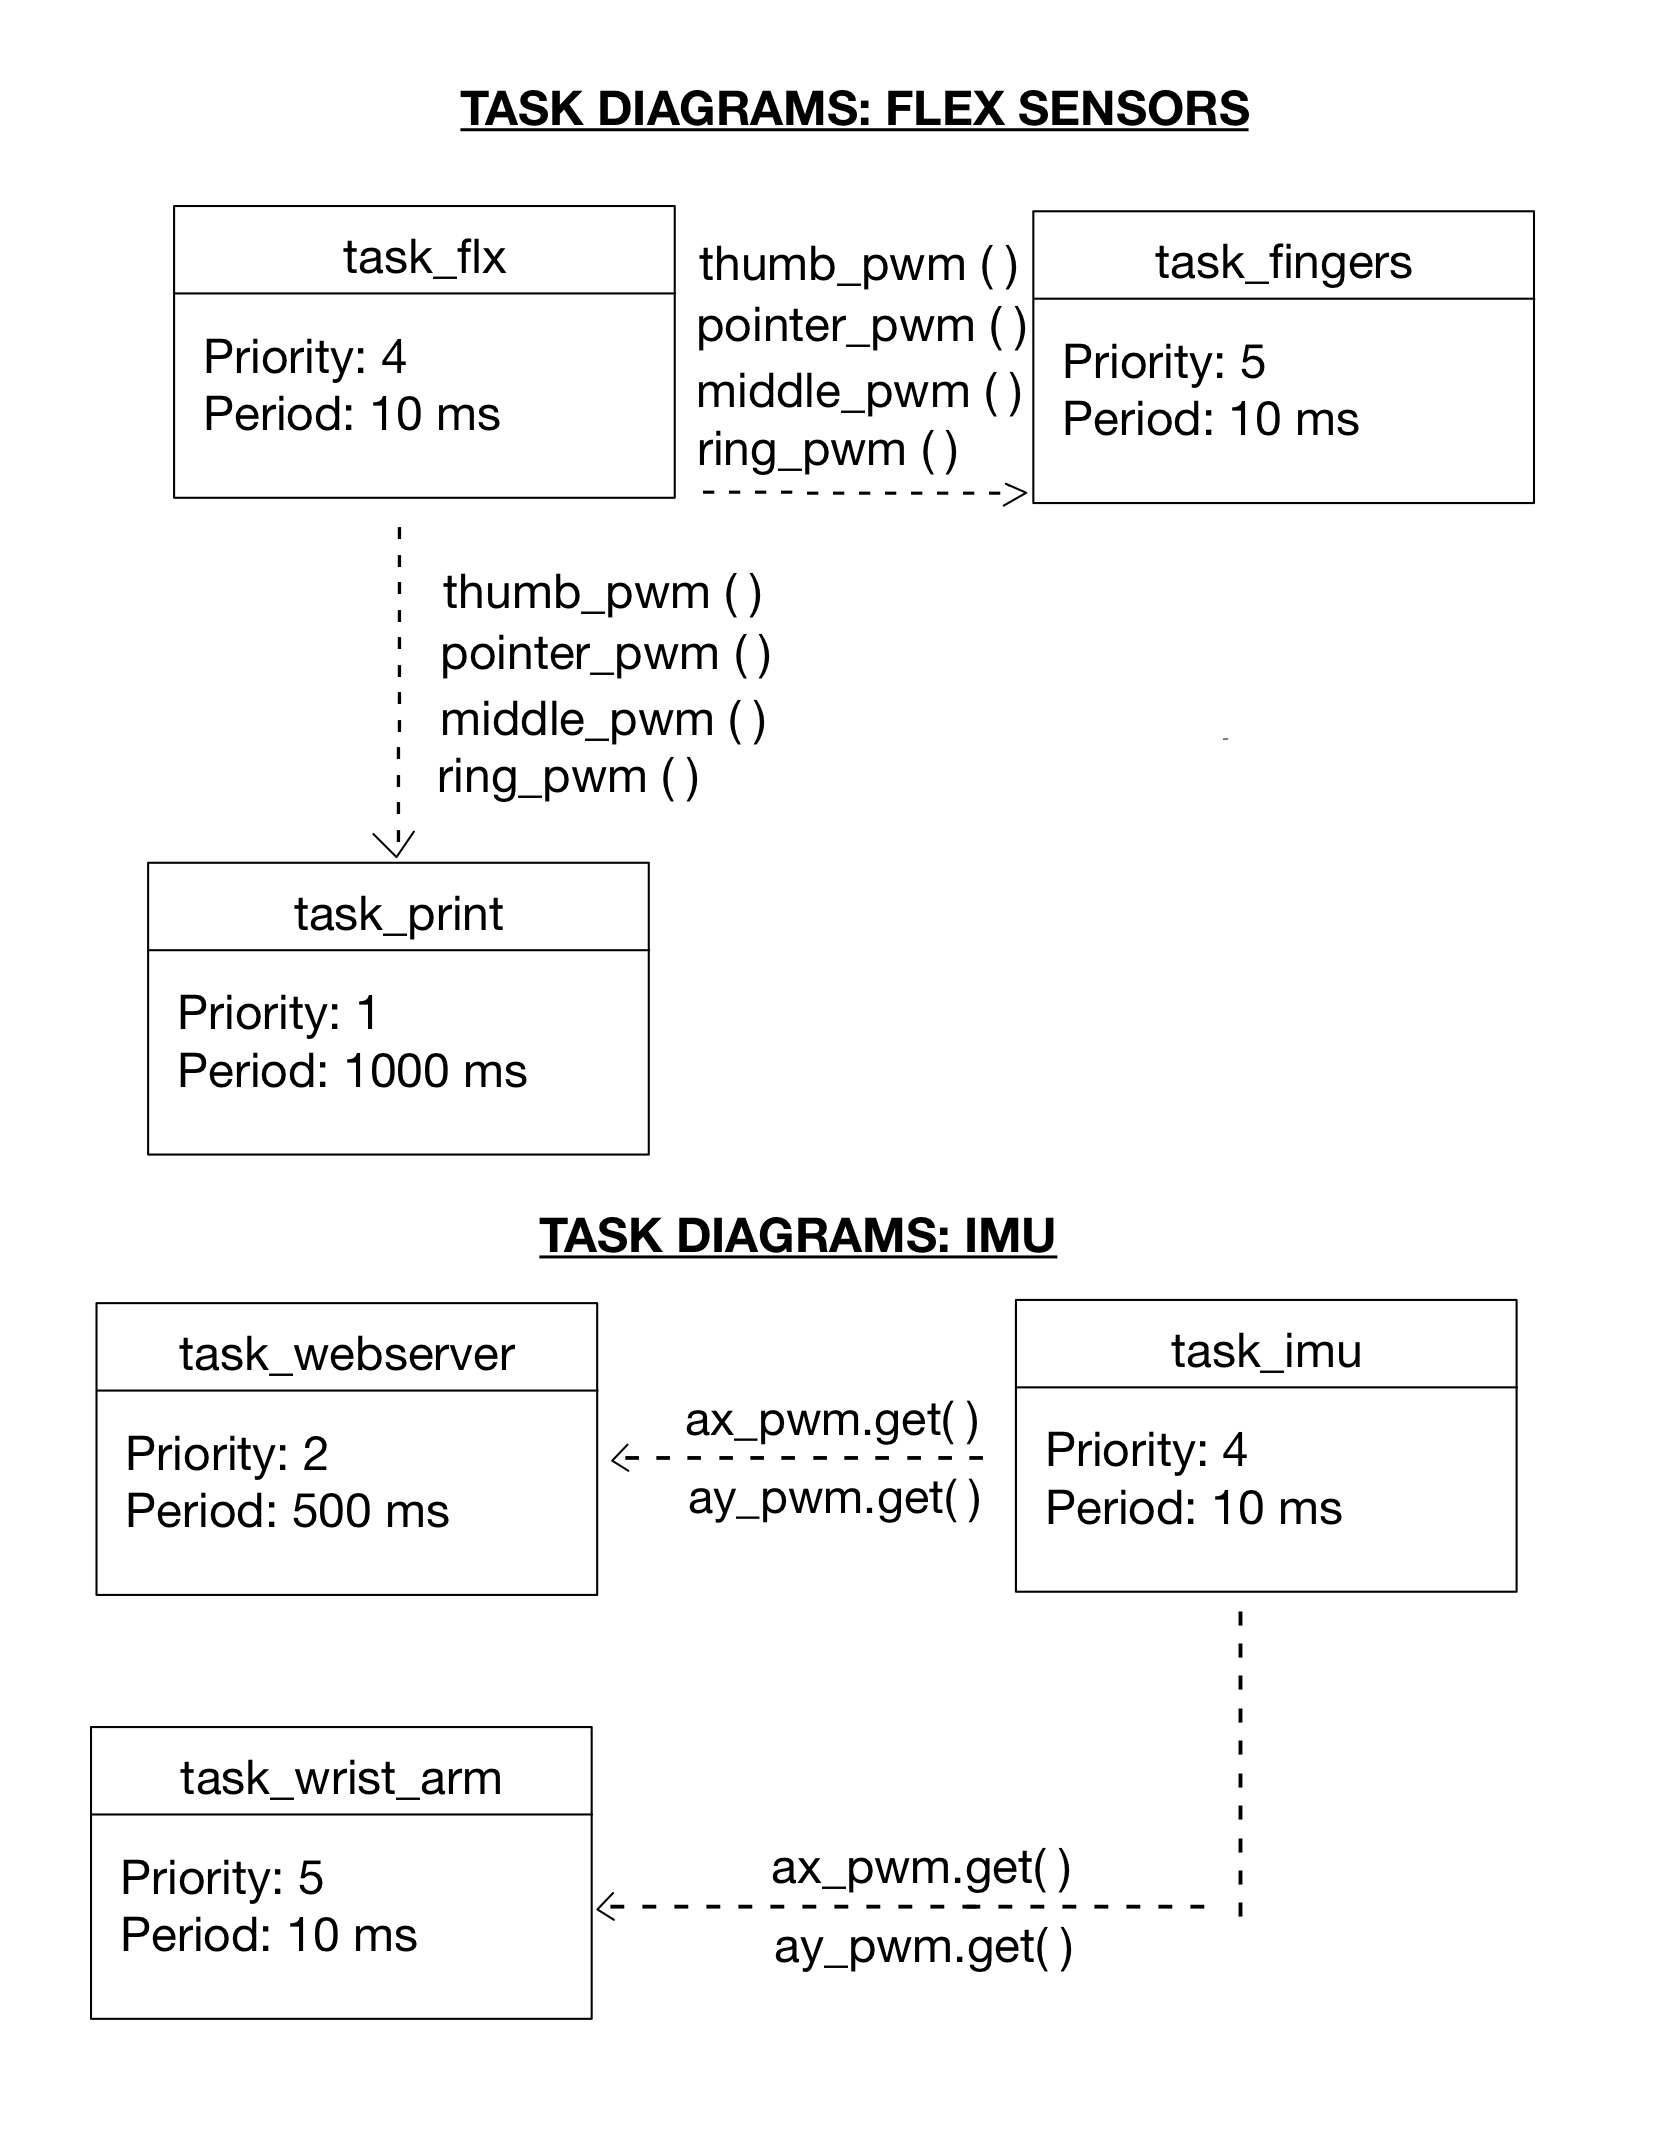 TASK DIAGRAMS: FLEX SENSORS
task_flx
Priority: 4
Period: 10 ms
thumb_pwm ( )
pointer_pwm ( )
middle_pwm ( )
ring_pwm ( )
task_fingers
Priority: 5
Period: 10 ms
thumb_pwm ( )
pointer_pwm ( )
middle_pwm ( )
ring_pwm ( )
task_print
Priority: 1
Period: 1000 ms
TASK DIAGRAMS: IMU
task_webserver
Priority: 2
Period: 500 ms
ax_pwm.get( )
ay_pwm.get( )
task_imu
Priority: 4
Period: 10 ms
task_wrist_arm
Priority: 5
Period: 10 ms
ax_pwm.get( )
ay_pwm.get( )